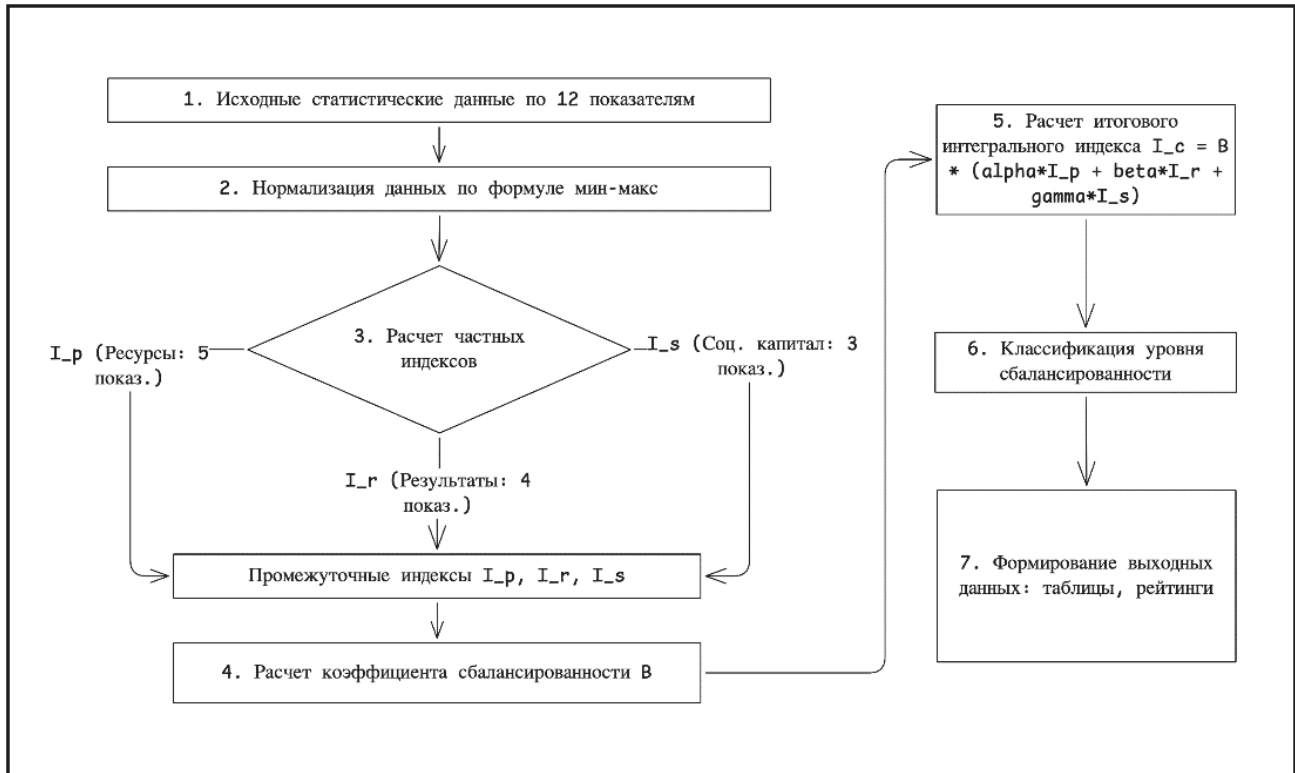 1. Исходные статистические данные по 12 показателям
2. Нормализация данных по формуле мин-макс
3. Расчет частных
индексов
I_p (Ресурсы: 5
показ.)
I_s (Соц. капитал: 3
показ.)
I_r (Результаты: 4
показ.)
Промежуточные индексы I_p, I_r, I_s
4. Расчет коэффициента сбалансированности B
5. Расчет итогового
интегрального индекса I_c = B
* (alpha*I_p + beta*I_r +
gamma*I_s)
6. Классификация уровня
сбалансированности
7. Формирование выходных
данных: таблицы, рейтинги